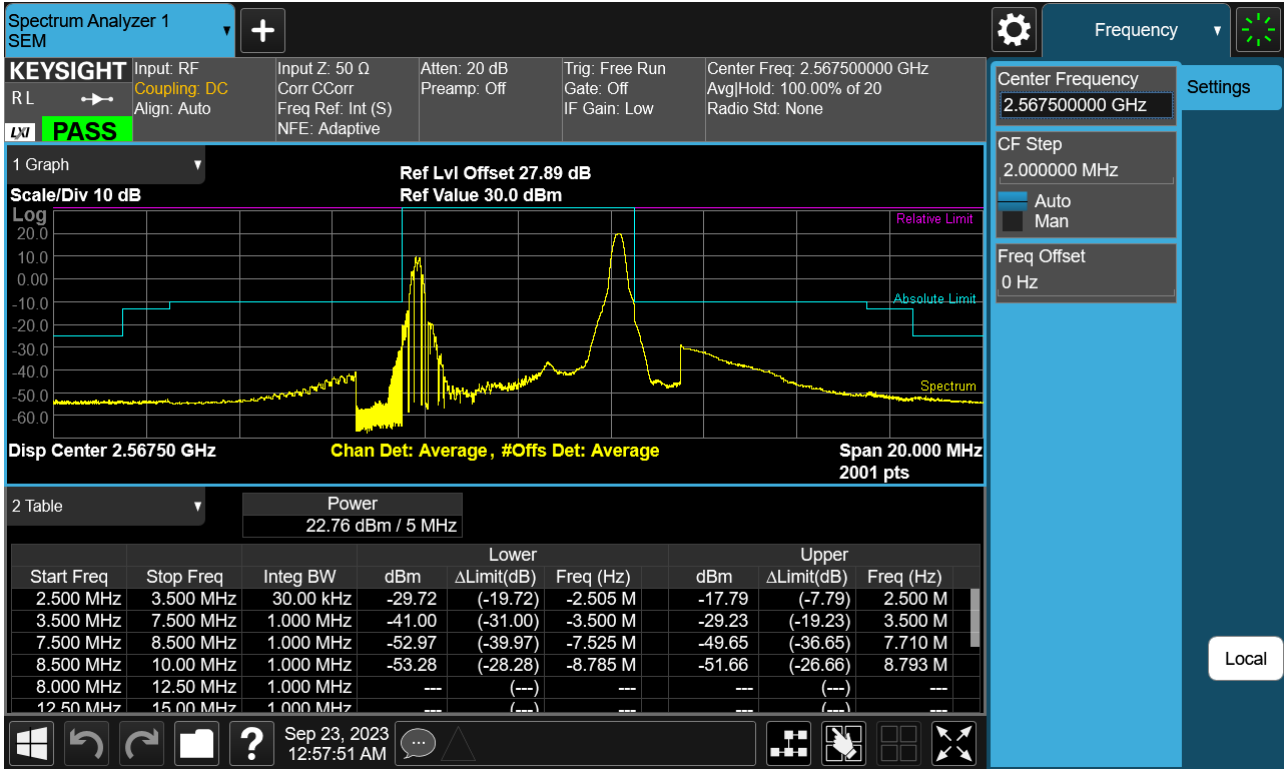 Spectrum Analyzer 1
SEM
+
Frequency
KEYSIGHT
RL
LXI
PASS
Input: RF
Coupling: DC
Align: Auto
Input Z: 50 Ω
Corr CCorr
Freq Ref: Int (S)
NFE: Adaptive
Atten: 20 dB
Preamp: Off
Trig: Free Run
Gate: Off
IF Gain: Low
Center Freq: 2.567500000 GHz
Avg|Hold: 100.00% of 20
Radio Std: None
Center Frequency
2.567500000 GHz
Settings
CF Step
2.000000 MHz
Auto
Man
Freq Offset
0 Hz
1 Graph
Ref Lvl Offset 27.89 dB
Scale/Div 10 dB
Ref Value 30.0 dBm
Log
Relative Limit
20.0
10.0
0.00
-10.0
Absolute Limit
-20.0
-30.0
-40.0
-50.0
Spectrum
-60.0
Disp Center 2.56750 GHz
Chan Det: Average , #Offs Det: Average
Span 20.000 MHz
2001 pts
2 Table
Power
22.76 dBm / 5 MHz
Lower Upper
Start Freq Stop Freq Integ BW dBm ΔLimit(dB) Freq (Hz) dBm ΔLimit(dB) Freq (Hz)
2.500 MHz 3.500 MHz 30.00 kHz -29.72 (-19.72) -2.505 M -17.79 (-7.79) 2.500 M
3.500 MHz 7.500 MHz 1.000 MHz -41.00 (-31.00) -3.500 M -29.23 (-19.23) 3.500 M
7.500 MHz 8.500 MHz 1.000 MHz -52.97 (-39.97) -7.525 M -49.65 (-36.65) 7.710 M
8.500 MHz 10.00 MHz 1.000 MHz -53.28 (-28.28) -8.785 M -51.66 (-26.66) 8.793 M
8.000 MHz 12.50 MHz 1.000 MHz --- (---) --- --- (---) ---
12.50 MHz 15.00 MHz 1.000 MHz --- (---) --- --- (---) ---
Local
?
Sep 23, 2023
12:57:51 AM